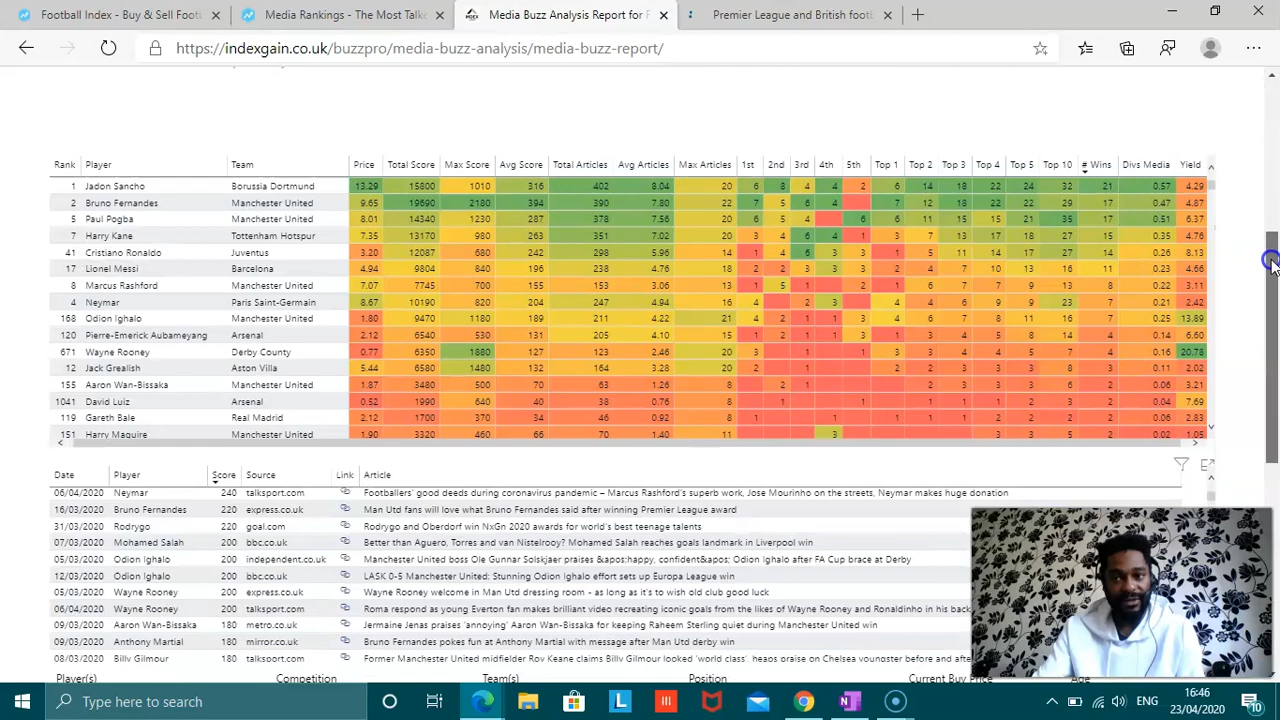 Football Index - Buy & Sell Foot
Media Rankings - The Most Talke
Media Buzz Analysis Report for F
Premier League and British footb
https://indexgain.co.uk/buzzpro/media-buzz-analysis/media-buzz-report/
Rank Player Team Price Total Score Max Score Avg Score Total Articles Avg Articles Max Articles 1st 2nd 3rd 4th 5th Top 1 Top 2 Top 3 Top 4 Top 5 Top 10 # Wins Divs Media Yield
1 Jadon Sancho Borussia Dortmund 13.29 15800 1010 316 402 8.04 20 6 8 4 4 2 6 14 18 22 24 32 21 0.57 4.29
2 Bruno Fernandes Manchester United 9.65 19690 2180 394 390 7.80 22 7 5 6 4 7 12 18 22 22 29 17 0.47 4.87
5 Paul Pogba Manchester United 8.01 14340 1230 287 378 7.56 20 6 5 4 6 6 11 15 15 21 35 17 0.51 6.37
7 Harry Kane Tottenham Hotspur 7.35 13170 980 263 351 7.02 20 3 4 6 4 1 3 7 13 17 18 27 15 0.35 4.76
41 Cristiano Ronaldo Juventus 3.20 12087 680 242 298 5.96 14 1 4 6 3 3 1 5 11 14 17 25 14 0.26 8.13
17 Lionel Messi Barcelona 4.94 9804 840 196 238 4.76 18 2 2 3 3 3 2 4 7 10 13 16 11 0.23 4.66
8 Marcus Rashford Manchester United 7.07 7745 700 155 153 3.06 13 1 5 1 2 1 6 6 7 9 13 8 0.22 3.11
4 Neymar Paris Saint-Germain 8.67 10190 820 204 247 4.94 16 4 2 3 4 4 6 9 9 23 7 0.21 2.42
168 Odion Ighalo Manchester United 1.80 9470 1180 189 211 4.22 21 4 2 1 1 3 4 6 7 8 11 16 7 0.25 13.89
120 Pierre-Emerick Aubameyang Arsenal 2.12 6540 530 131 205 4.10 15 1 2 3 1 1 1 3 6 7 8 14 4 0.14 6.60
671 Wayne Rooney Derby County 0.77 6350 1880 127 123 2.46 20 3 1 1 3 3 4 4 5 7 4 0.16 20.78
12 Jack Grealish Aston Villa 5.44 6580 1480 132 164 3.28 20 2 1 2 2 3 3 3 8 2 0.11 2.02
155 Aaron Wan-Bissaka Manchester United 1.87 3480 500 70 63 1.26 8 2 1 2 3 3 3 6 2 0.06 3.21
1041 David Luiz Arsenal 0.52 1990 640 40 38 0.76 8 1 1 1 1 1 2 3 2 0.04 7.69
119 Gareth Bale Real Madrid 2.12 1700 370 34 46 0.92 8 1 1 1 1 2 2 2 2 2 0.06 2.83
151 Harry Maguire Manchester United 1.90 3320 460 66 70 1.40 11 3 3 3 5 2 0.02 1.05
Date Player Score Source Link Article
06/04/2020 Neymar 240 talksport.com Footballers' good deeds during coronavirus pandemic – Marcus Rashford's superb work, Jose Mourinho on the streets, Neymar makes huge donation
16/03/2020 Bruno Fernandes 220 express.co.uk Man Utd fans will love what Bruno Fernandes said after winning Premier League award
31/03/2020 Rodrygo 220 goal.com Rodrygo and Oberdorf win NxGn 2020 awards for world's best teenage talents
07/03/2020 Mohamed Salah 200 bbc.co.uk Better than Aguero, Torres and van Nistelrooy? Mohamed Salah reaches goals landmark in Liverpool win
05/03/2020 Odion Ighalo 200 independent.co.uk Manchester United boss Ole Gunnar Solskjaer praises &apos;happy, confident&apos; Odion Ighalo after FA Cup brace at Derby
12/03/2020 Odion Ighalo 200 bbc.co.uk LASK 0-5 Manchester United: Stunning Odion Ighalo effort sets up Europa League win
05/03/2020 Wayne Rooney 200 express.co.uk Wayne Rooney welcome in Man Utd dressing room - as long as it's to wish old club good luck
06/04/2020 Wayne Rooney 200 talksport.com Roma respond as young Everton fan makes brilliant video recreating iconic goals from the likes of Wayne Rooney and Ronaldinho in his back
09/03/2020 Aaron Wan-Bissaka 180 metro.co.uk Jermaine Jenas praises 'annoying' Aaron Wan-Bissaka for keeping Raheem Sterling quiet during Manchester United win
09/03/2020 Anthony Martial 180 mirror.co.uk Bruno Fernandes pokes fun at Anthony Martial with message after Man Utd derby win
08/03/2020 Billy Gilmour 180 talksport.com Former Manchester United midfielder Roy Keane claims Billy Gilmour looked 'world class', heaps praise on Chelsea youngster before and afte
Player(s) Competition Team(s) Position Current Buy Price Age
Type here to search
ENG
16:46
23/04/2020
10